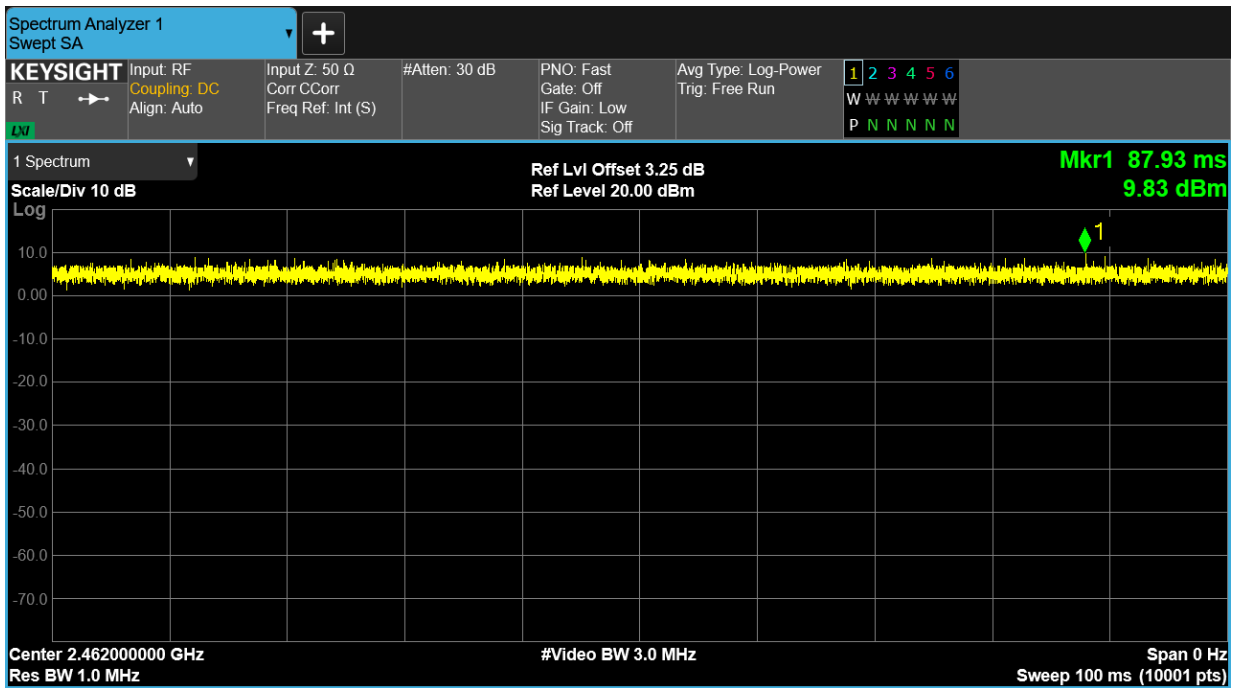 Spectrum Analyzer 1
Swept SA
+
KEYSIGHT
R T
LXI
Input: RF
Coupling: DC
Align: Auto
Input Z: 50 Ω
Corr CCorr
Freq Ref: Int (S)
#Atten: 30 dB
PNO: Fast
Gate: Off
IF Gain: Low
Sig Track: Off
Avg Type: Log-Power
Trig: Free Run
1 2 3 4 5 6
W W W W W W
P N N N N N
1 Spectrum
Scale/Div 10 dB
Ref Lvl Offset 3.25 dB
Ref Level 20.00 dBm
Mkr1 87.93 ms
9.83 dBm
Log
1
10.0
0.00
-10.0
-20.0
-30.0
-40.0
-50.0
-60.0
-70.0
Center 2.462000000 GHz
Res BW 1.0 MHz
#Video BW 3.0 MHz
Span 0 Hz
Sweep 100 ms (10001 pts)